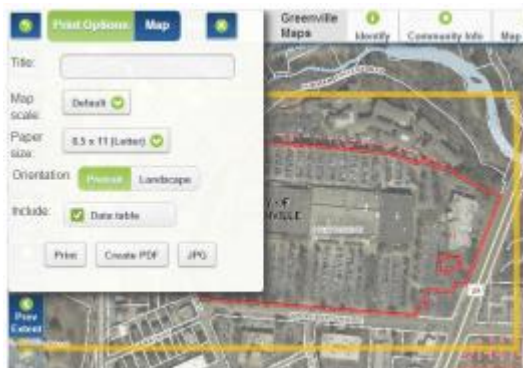 Print Options Map
Greenville Maps
Identify
Community Info
Map
Title:
Map scale:
Default
Paper size:
8.5 x 11 (Letter)
Orientation
Portrait Landscape
Include:
Data table
Print Create PDF JPG
Prev Extent